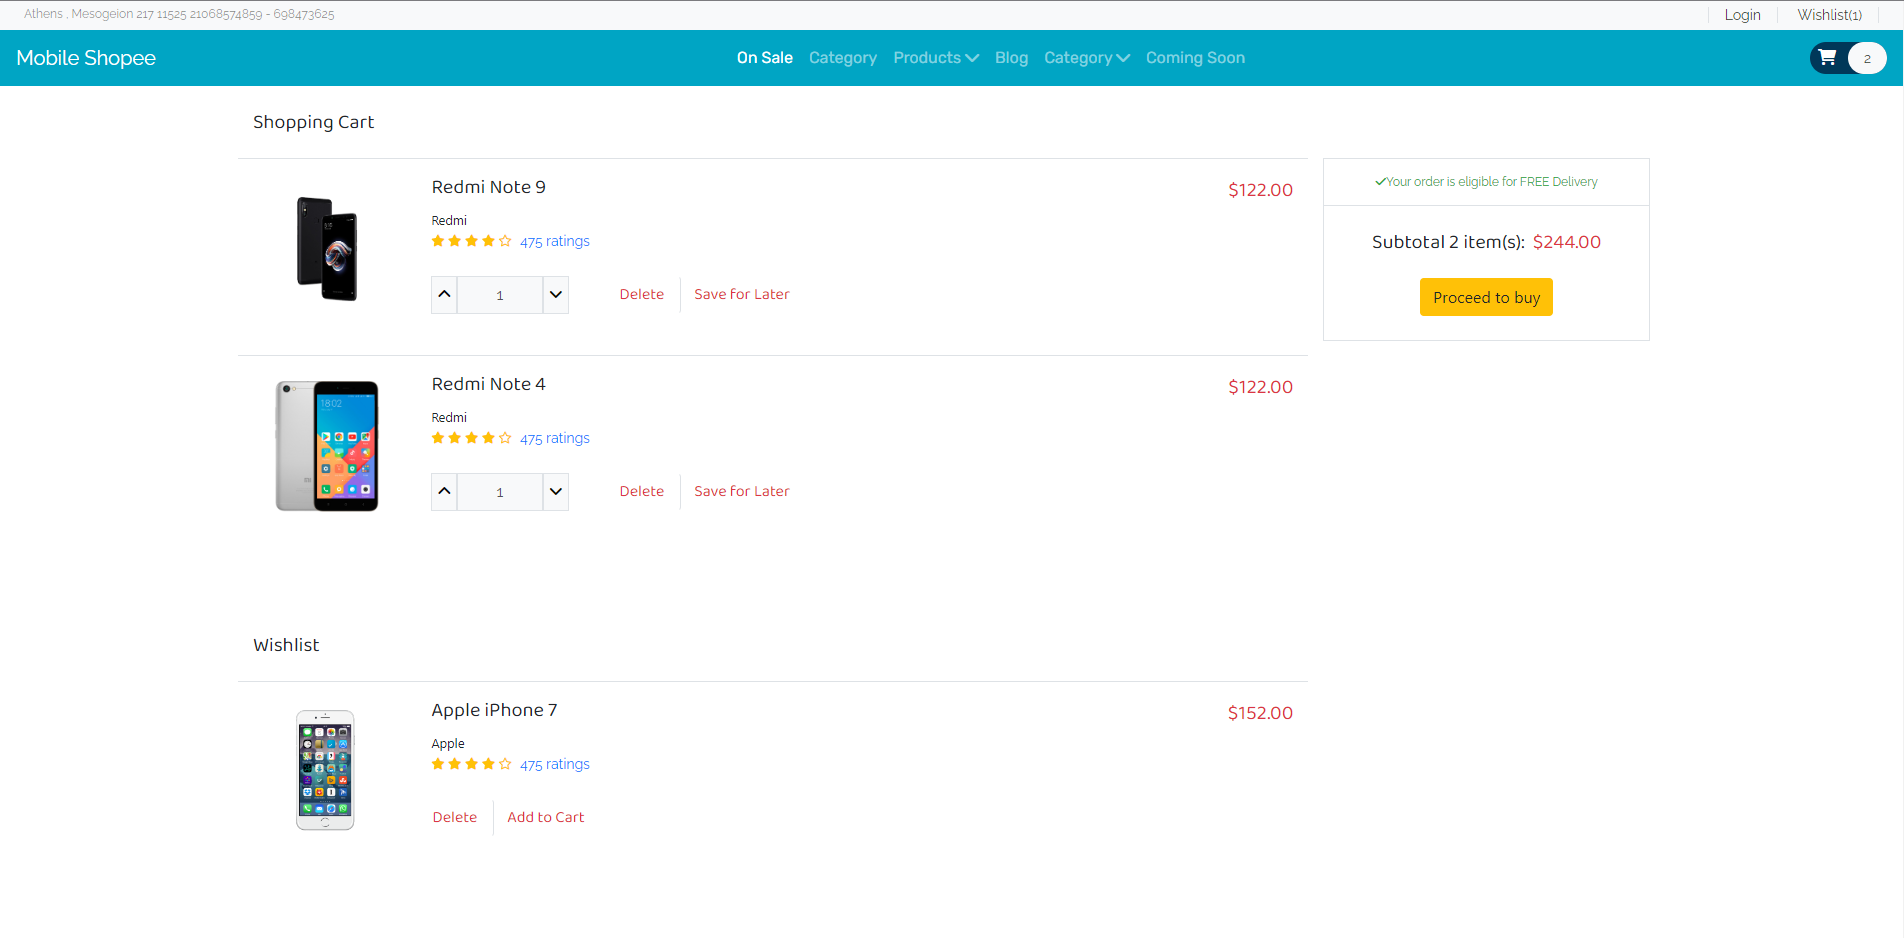 Athens , Mesogeion 217 11525 21068574859 - 698473625
Login
Wishlist(1)
Mobile Shopee
On Sale
Category
Products
Blog
Category
Coming Soon
2
Shopping Cart
Redmi Note 9
$122.00
Redmi
475 ratings
1
Delete
Save for Later
Your order is eligible for FREE Delivery
Subtotal 2 item(s): $244.00
Proceed to buy
18:02
Redmi Note 4
$122.00
Redmi
475 ratings
1
Delete
Save for Later
Wishlist
Apple iPhone 7
$152.00
Apple
475 ratings
Delete
Add to Cart